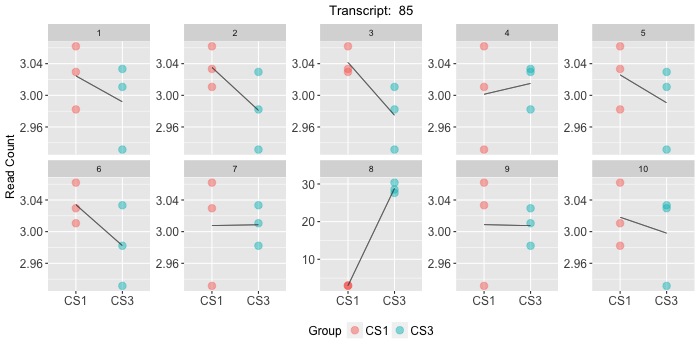 Transcript:  85
1 2 3 4 5
3.04 3.04 3.04 3.04 3.04
3.00 3.00 3.00 3.00 3.00
2.96 2.96 2.96 2.96 2.96
Read Count
6 7 8 9 10
3.04 3.04 30 3.04 3.04
3.00 3.00 20 3.00 3.00
2.96 2.96 10 2.96 2.96
CS1 CS3 CS1 CS3 CS1 CS3 CS1 CS3 CS1 CS3
Group CS1 CS3